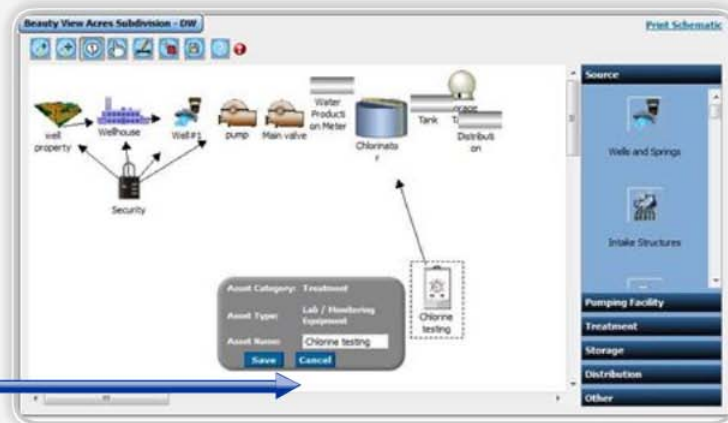 Beauty View Acres Subdivision - DW
Print Schematic
Source
Wells and Springs
Intake Structures
Pumping Facility
Treatment
Storage
Distribution
Other
well
property
Wellhouse
Well #1
pump
Main valve
Water
Producti
on Meter
Chlorinato
r
Tank
Distributi
on
Security
Chlorine
testing
Asset Category: Treatment
Asset Type: Lab / Monitoring
Equipment
Asset Name: Chlorine testing
Save Cancel